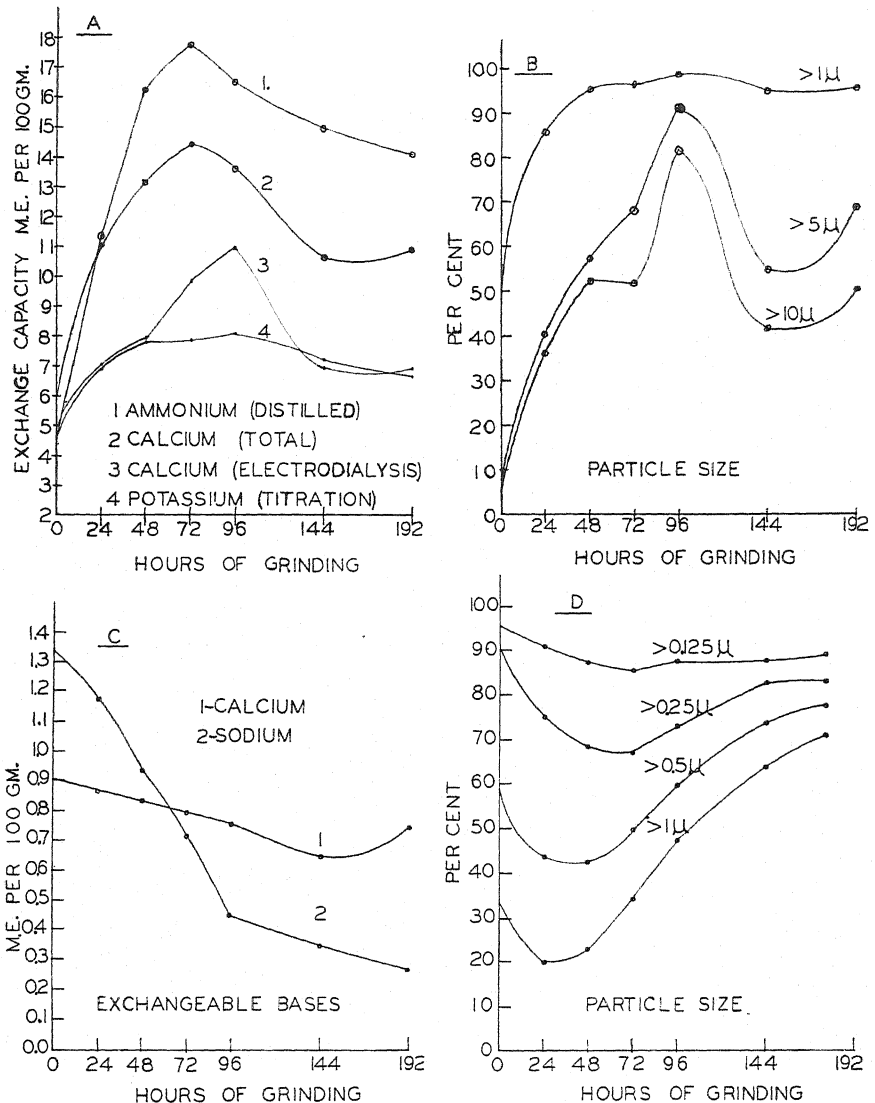 A
18
17
16
15
14
13
12
11
10
9
8
7
6
5
4
3
2
EXCHANGE CAPACITY M.E. PER 100GM.
1.
2
3
4
1 AMMONIUM (DISTILLED)
2 CALCIUM (TOTAL)
3 CALCIUM (ELECTRODIALYSIS)
4 POTASSIUM (TITRATION)
0 24 48 72 96 144 192
HOURS OF GRINDING
B
100
90
80
70
60
50
40
30
20
10
0
PER CENT
>1μ
>5μ
>10μ
PARTICLE SIZE
0 24 48 72 96 144 192
HOURS OF GRINDING
C
1.4
1.3
1.2
1.1
1.0
0.9
0.8
0.7
0.6
0.5
0.4
0.3
0.2
0.1
0.0
M.E. PER 100 GM.
1-CALCIUM
2-SODIUM
1
2
EXCHANGEABLE BASES
0 24 48 72 96 144 192
HOURS OF GRINDING
D
100
90
80
70
60
50
40
30
20
10
0
PER CENT
>0.125μ
>0.25μ
>0.5μ
>1μ
PARTICLE SIZE.
0 24 48 72 96 144 192
HOURS OF GRINDING